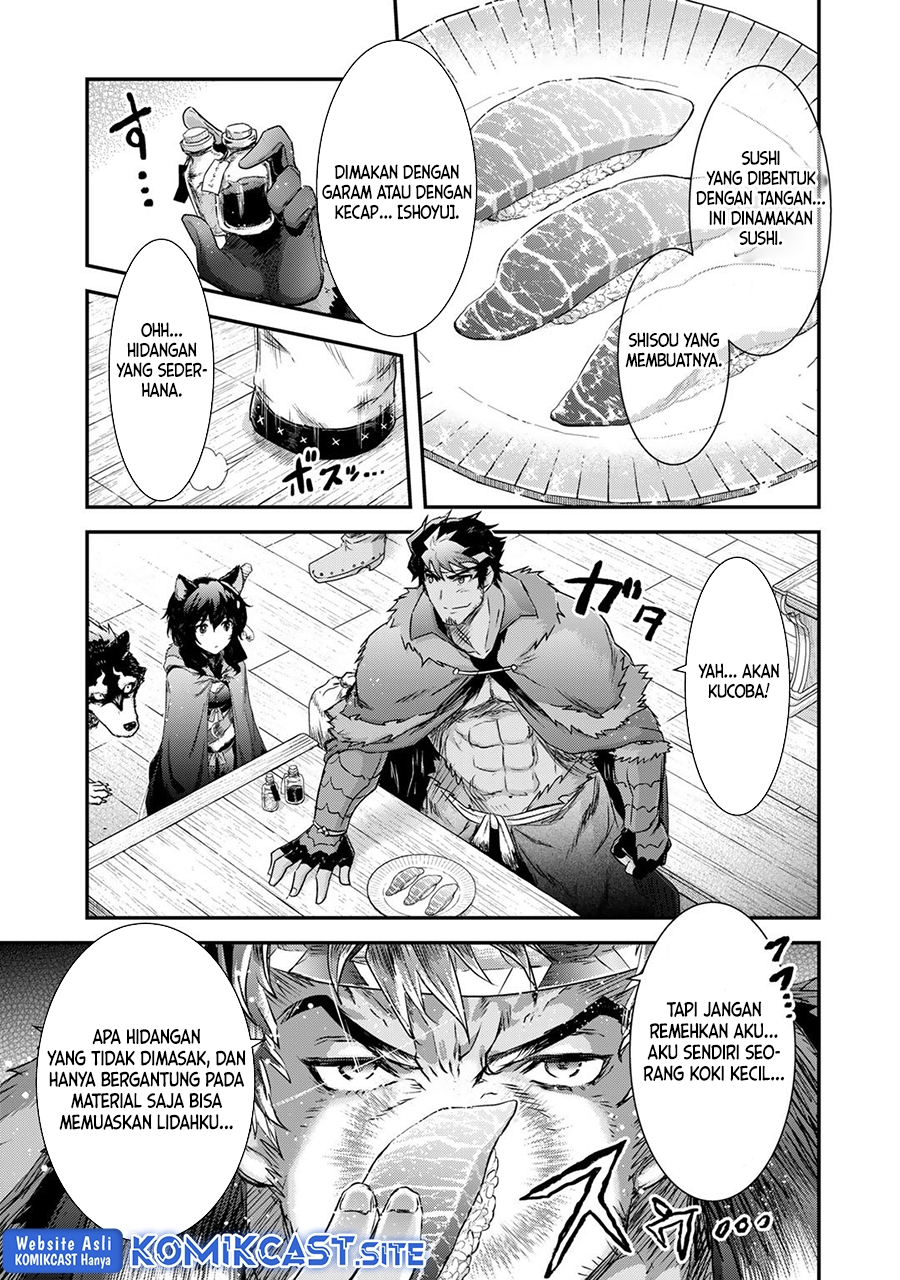 SUSHI
YANG DIBENTUK
DENGAN TANGAN...
INI DINAMAKAN
SUSHI.
SHISOU YANG
MEMBUATNYA.
DIMAKAN DENGAN
GARAM ATAU DENGAN
KECAP... [SHOYU].
す...
OHH...
HIDANGAN
YANG SEDER-
HANA.
ボスッ...
ガタ
YAH... AKAN
KUCOBA!
TAPI JANGAN
REMEHKAN AKU...
AKU SENDIRI SEO-
RANG KOKI KECIL...
APA HIDANGAN
YANG TIDAK DIMASAK, DAN
HANYA BERGANTUNG PADA
MATERIAL SAJA BISA
MEMUASKAN LIDAHKU...
スゥ...
Website Asli
KOMIKCAST Hanya
KOMIKCAST.SITE